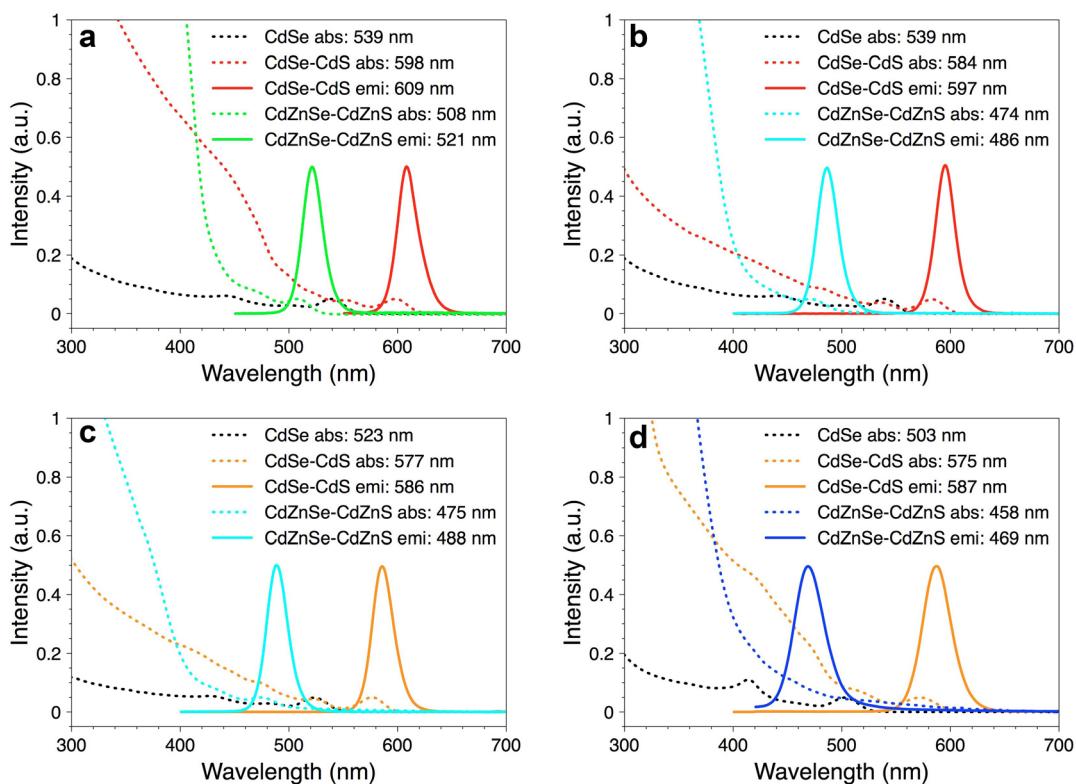 a
CdSe abs: 539 nm
CdSe-CdS abs: 598 nm
CdSe-CdS emi: 609 nm
CdZnSe-CdZnS abs: 508 nm
CdZnSe-CdZnS emi: 521 nm
Intensity (a.u.)
1
0.8
0.6
0.4
0.2
0
300 400 500 600 700
Wavelength (nm)
b
CdSe abs: 539 nm
CdSe-CdS abs: 584 nm
CdSe-CdS emi: 597 nm
CdZnSe-CdZnS abs: 474 nm
CdZnSe-CdZnS emi: 486 nm
Intensity (a.u.)
1
0.8
0.6
0.4
0.2
0
300 400 500 600 700
Wavelength (nm)
c
CdSe abs: 523 nm
CdSe-CdS abs: 577 nm
CdSe-CdS emi: 586 nm
CdZnSe-CdZnS abs: 475 nm
CdZnSe-CdZnS emi: 488 nm
Intensity (a.u.)
1
0.8
0.6
0.4
0.2
0
300 400 500 600 700
Wavelength (nm)
d
CdSe abs: 503 nm
CdSe-CdS abs: 575 nm
CdSe-CdS emi: 587 nm
CdZnSe-CdZnS abs: 458 nm
CdZnSe-CdZnS emi: 469 nm
Intensity (a.u.)
1
0.8
0.6
0.4
0.2
0
300 400 500 600 700
Wavelength (nm)